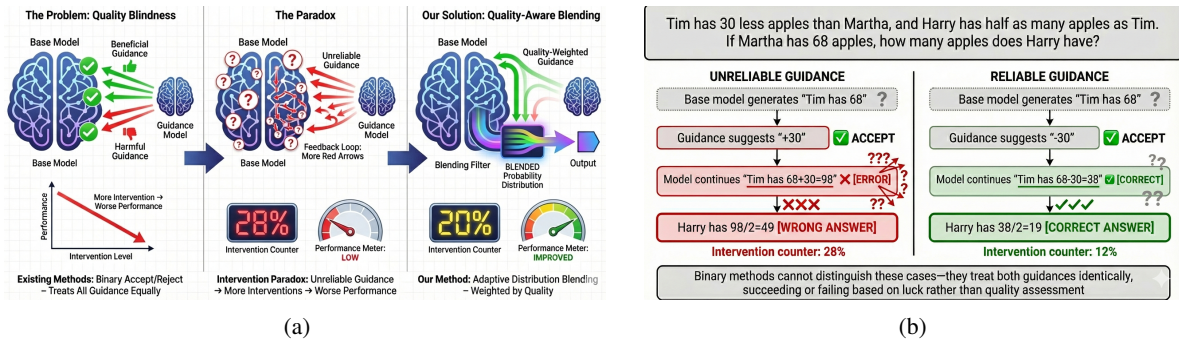 The Problem: Quality Blindness
Base Model
Beneficial
Guidance
Guidance
Model
Harmful
Guidance
Base Model
Performance
More Intervention →
Worse Performance
Intervention Level
Existing Methods: Binary Accept/Reject
– Treats All Guidance Equally
The Paradox
Base Model
Unreliable
Guidance
? ? ? ? ? ? ? ? ? ?
Guidance
Model
Base Model
Feedback Loop:
More Red Arrows
28%
Intervention Counter
Performance Meter:
LOW
Intervention Paradox: Unreliable Guidance
→ More Interventions → Worse Performance
Our Solution: Quality-Aware Blending
Base Model
Quality-Weighted
Guidance
Guidance
Model
Blending Filter
BLENDED
Probability
Distribution
Output
20%
Intervention Counter
Performance Meter:
IMPROVED
Our Method: Adaptive Distribution Blending
– Weighted by Quality
(a)
Tim has 30 less apples than Martha, and Harry has half as many apples as Tim.
If Martha has 68 apples, how many apples does Harry have?
UNRELIABLE GUIDANCE
Base model generates “Tim has 68” ?
Guidance suggests “+30” ACCEPT
???
Model continues “Tim has 68+30=98” [ERROR] ?
?
??
Harry has 98/2=49 [WRONG ANSWER]
Intervention counter: 28%
RELIABLE GUIDANCE
Base model generates “Tim has 68” ?
Guidance suggests “-30” ACCEPT
??
Model continues “Tim has 68-30=38” [CORRECT]
??
Harry has 38/2=19 [CORRECT ANSWER]
Intervention counter: 12%
Binary methods cannot distinguish these cases—they treat both guidances identically,
succeeding or failing based on luck rather than quality assessment
(b)